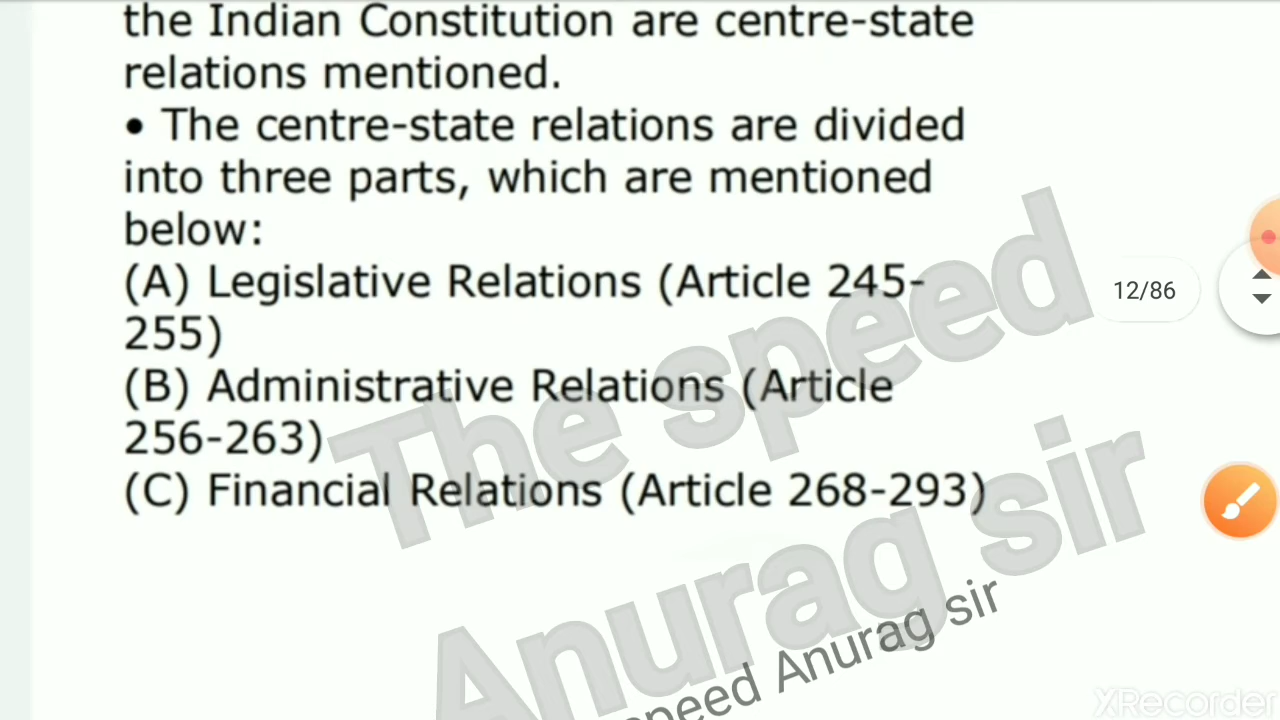 the Indian Constitution are centre-state
relations mentioned.
• The centre-state relations are divided
into three parts, which are mentioned
below:
(A) Legislative Relations (Article 245-
255)
(B) Administrative Relations (Article
256-263)
(C) Financial Relations (Article 268-293)
12/86
The speed
Anurag sir
speed Anurag sir
XRecorder